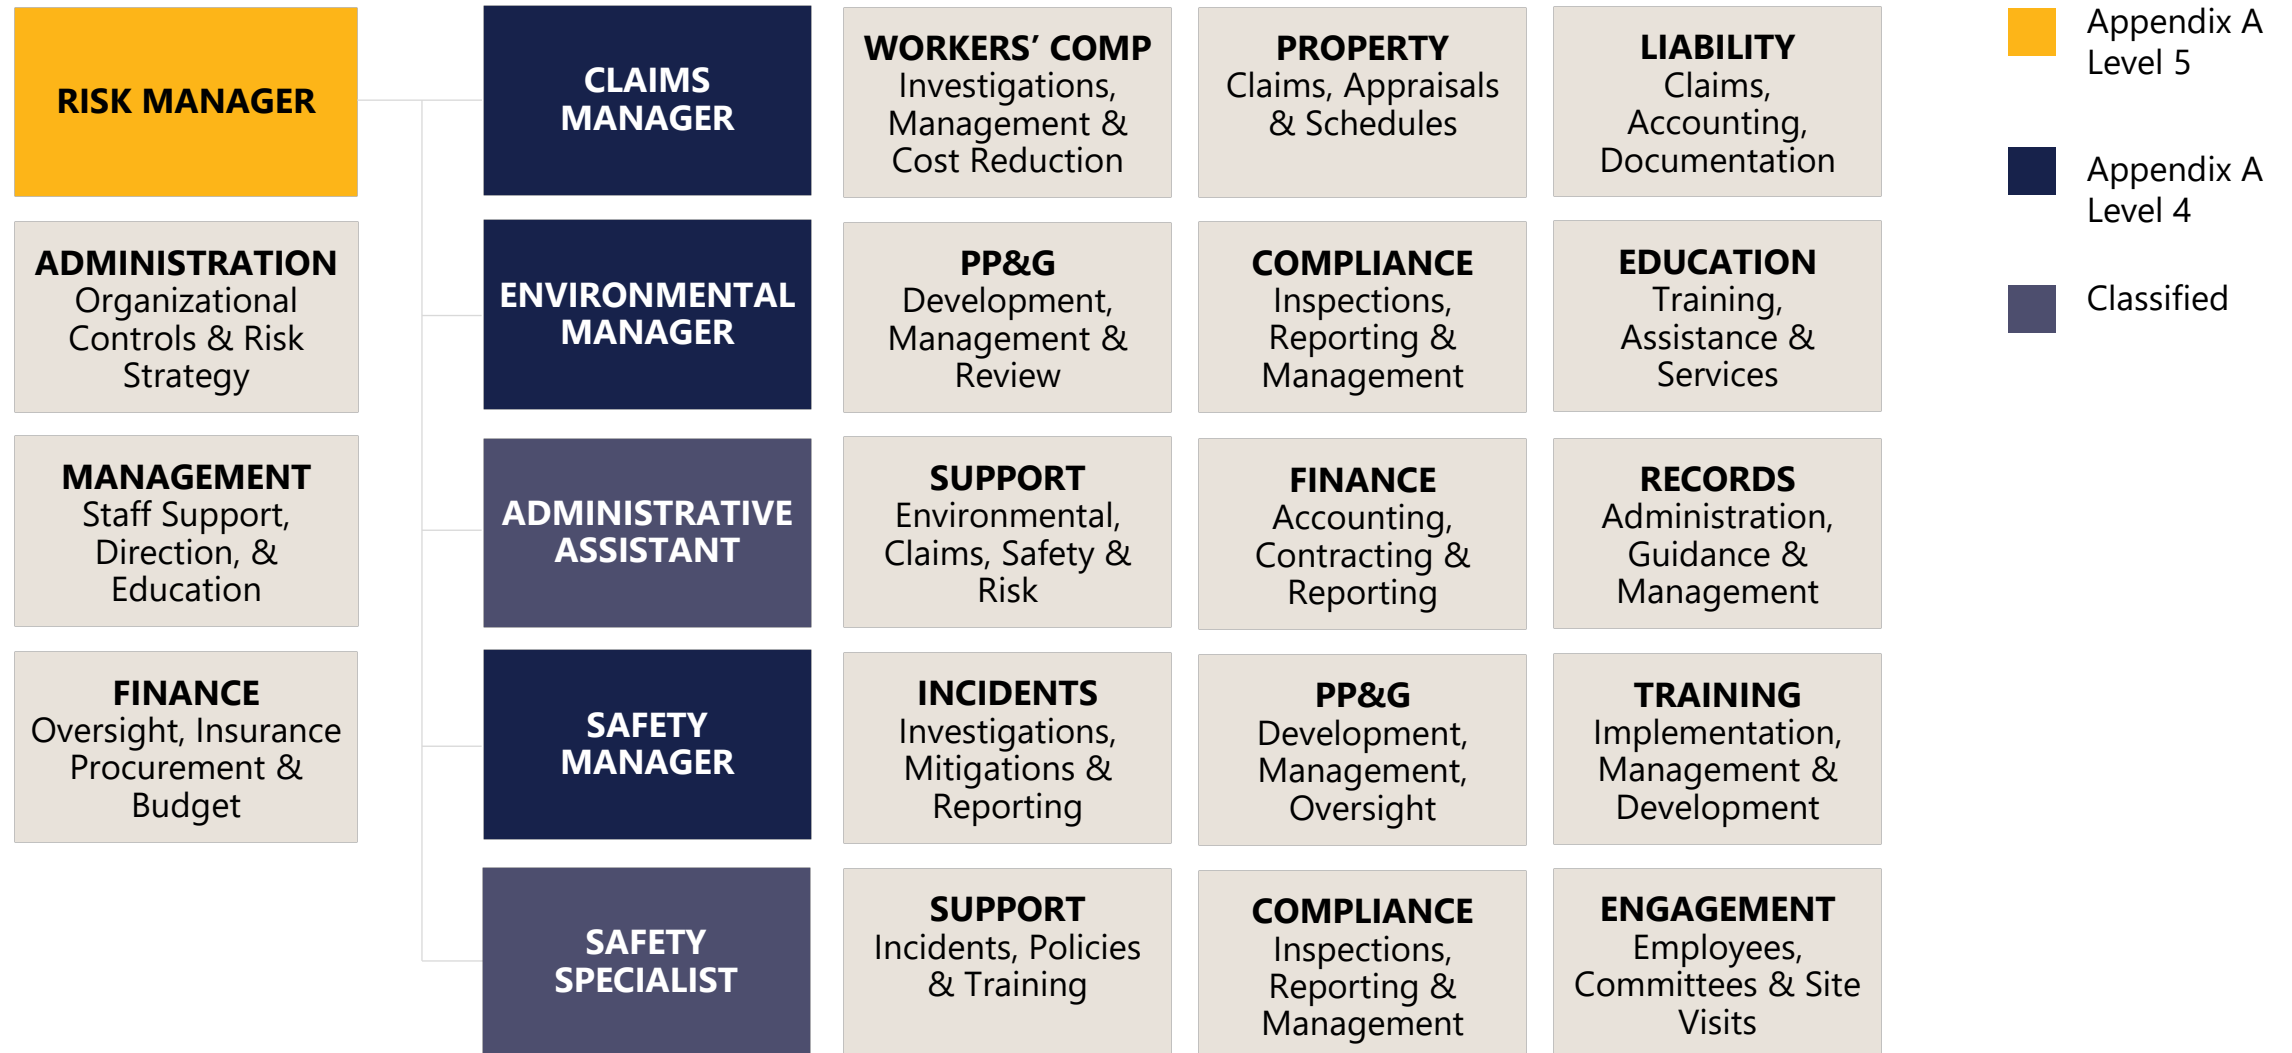 RISK MANAGER
ADMINISTRATION
Organizational
Controls & Risk
Strategy
MANAGEMENT
Staff Support,
Direction, &
Education
FINANCE
Oversight, Insurance
Procurement &
Budget
CLAIMS
MANAGER
WORKERS’ COMP
Investigations,
Management &
Cost Reduction
PROPERTY
Claims, Appraisals
& Schedules
LIABILITY
Claims,
Accounting,
Documentation
ENVIRONMENTAL
MANAGER
PP&G
Development,
Management &
Review
COMPLIANCE
Inspections,
Reporting &
Management
EDUCATION
Training,
Assistance &
Services
ADMINISTRATIVE
ASSISTANT
SUPPORT
Environmental,
Claims, Safety &
Risk
FINANCE
Accounting,
Contracting &
Reporting
RECORDS
Administration,
Guidance &
Management
SAFETY
MANAGER
INCIDENTS
Investigations,
Mitigations &
Reporting
PP&G
Development,
Management,
Oversight
TRAINING
Implementation,
Management &
Development
SAFETY
SPECIALIST
SUPPORT
Incidents, Policies
& Training
COMPLIANCE
Inspections,
Reporting &
Management
ENGAGEMENT
Employees,
Committees & Site
Visits
Appendix A
Level 5
Appendix A
Level 4
Classified